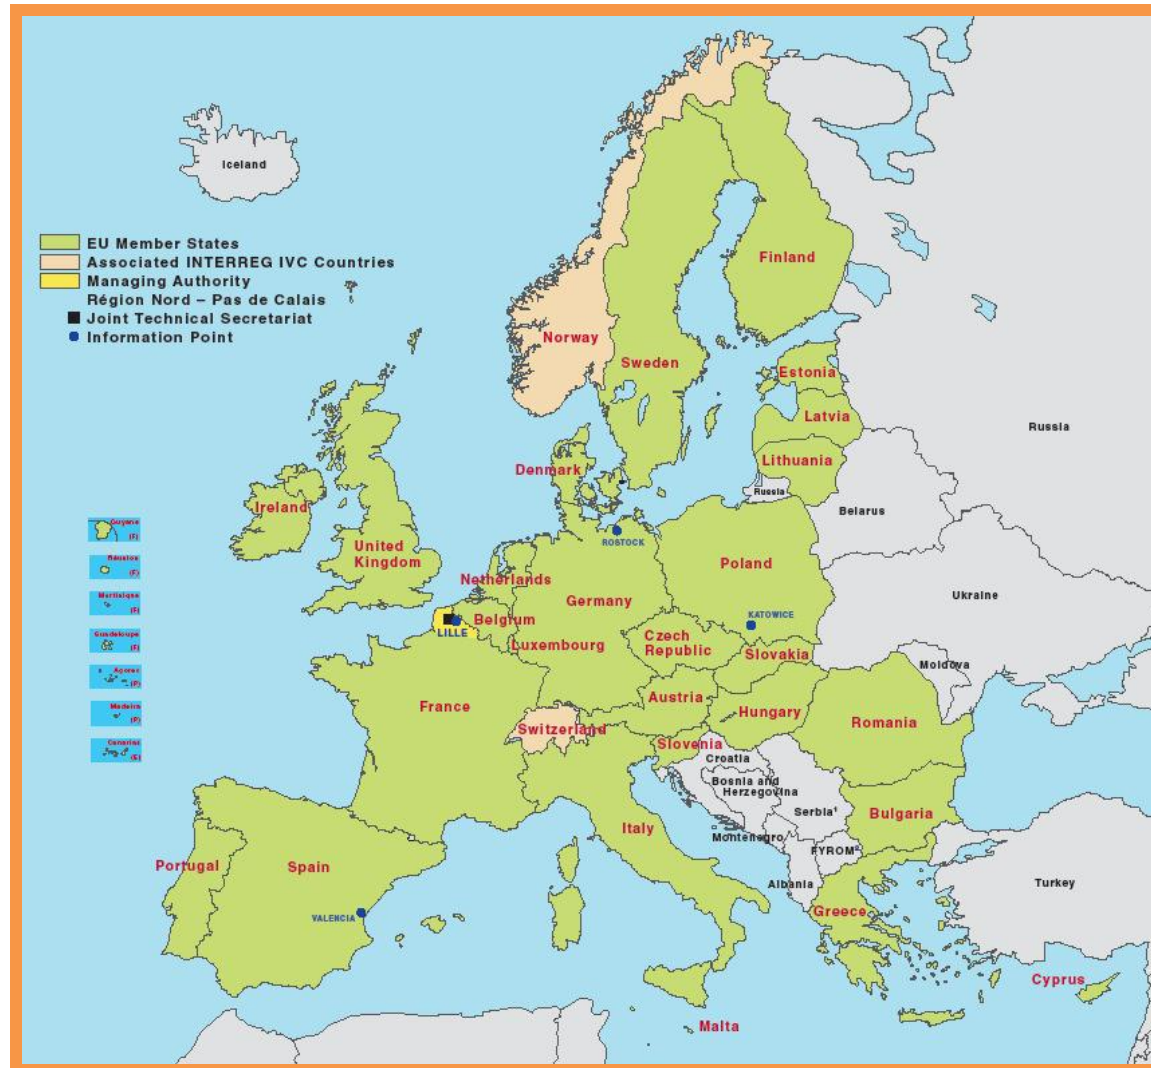 Iceland
EU Member States
Associated INTERREG IVC Countries
Managing Authority
Région Nord – Pas de Calais
Joint Technical Secretariat
Information Point
Finland
Norway
Sweden
Estonia
Latvia
Russia
Lithuania
Denmark
Russia
Belarus
Ireland
Guyane
(F)
ROSTOCK
United
Kingdom
Réunion
(F)
Netherlands
Poland
Germany
Ukraine
Martinique
(F)
Belgium
KATOWICE
LILLE
Guadeloupe
(F)
Luxembourg
Czech
Republic
Slovakia
Moldova
Açores
(P)
Austria
France
Hungary
Madeira
(P)
Romania
Switzerland
Canarias
(E)
Slovenia
Croatia
Bosnia and
Herzegovina
Serbia¹
Bulgaria
Italy
Montenegro
FYROM²
Portugal
Spain
Albania
Turkey
VALENCIA
Greece
Cyprus
Malta